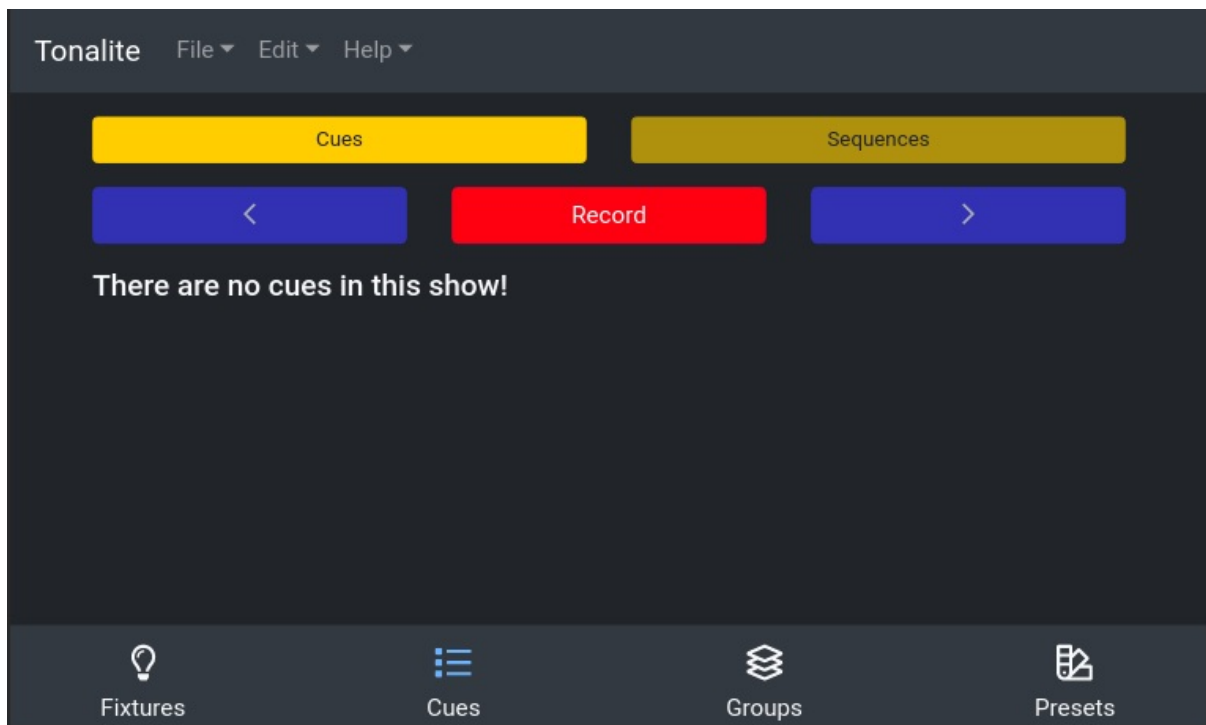 Tonalite File Edit Help
Cues Sequences
< Record >
There are no cues in this show!
Fixtures Cues Groups Presets